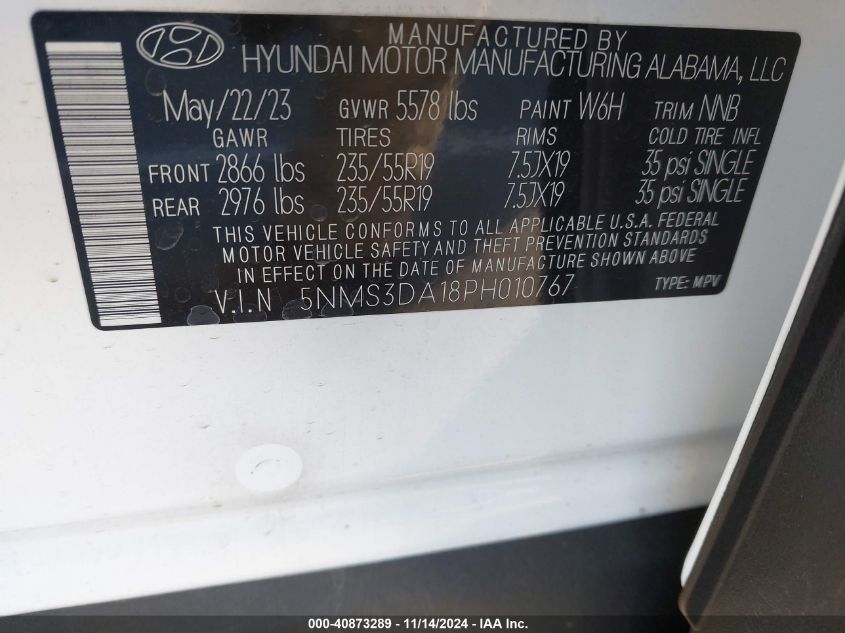 MANUFACTURED BY
HYUNDAI MOTOR MANUFACTURING ALABAMA, LLC
May/22/23 GVWR 5578 lbs PAINT W6H TRIM NNB
GAWR TIRES RIMS COLD TIRE INFL
FRONT 2866 lbs 235/55R19 7.5JX19 35 psi SINGLE
REAR 2976 lbs 235/55R19 7.5JX19 35 psi SINGLE
THIS VEHICLE CONFORMS TO ALL APPLICABLE U.S.A. FEDERAL
MOTOR VEHICLE SAFETY AND THEFT PREVENTION STANDARDS
IN EFFECT ON THE DATE OF MANUFACTURE SHOWN ABOVE
V.I.N 5NMS3DA18PH010767 TYPE: MPV
000-40873289 - 11/14/2024 - IAA Inc.